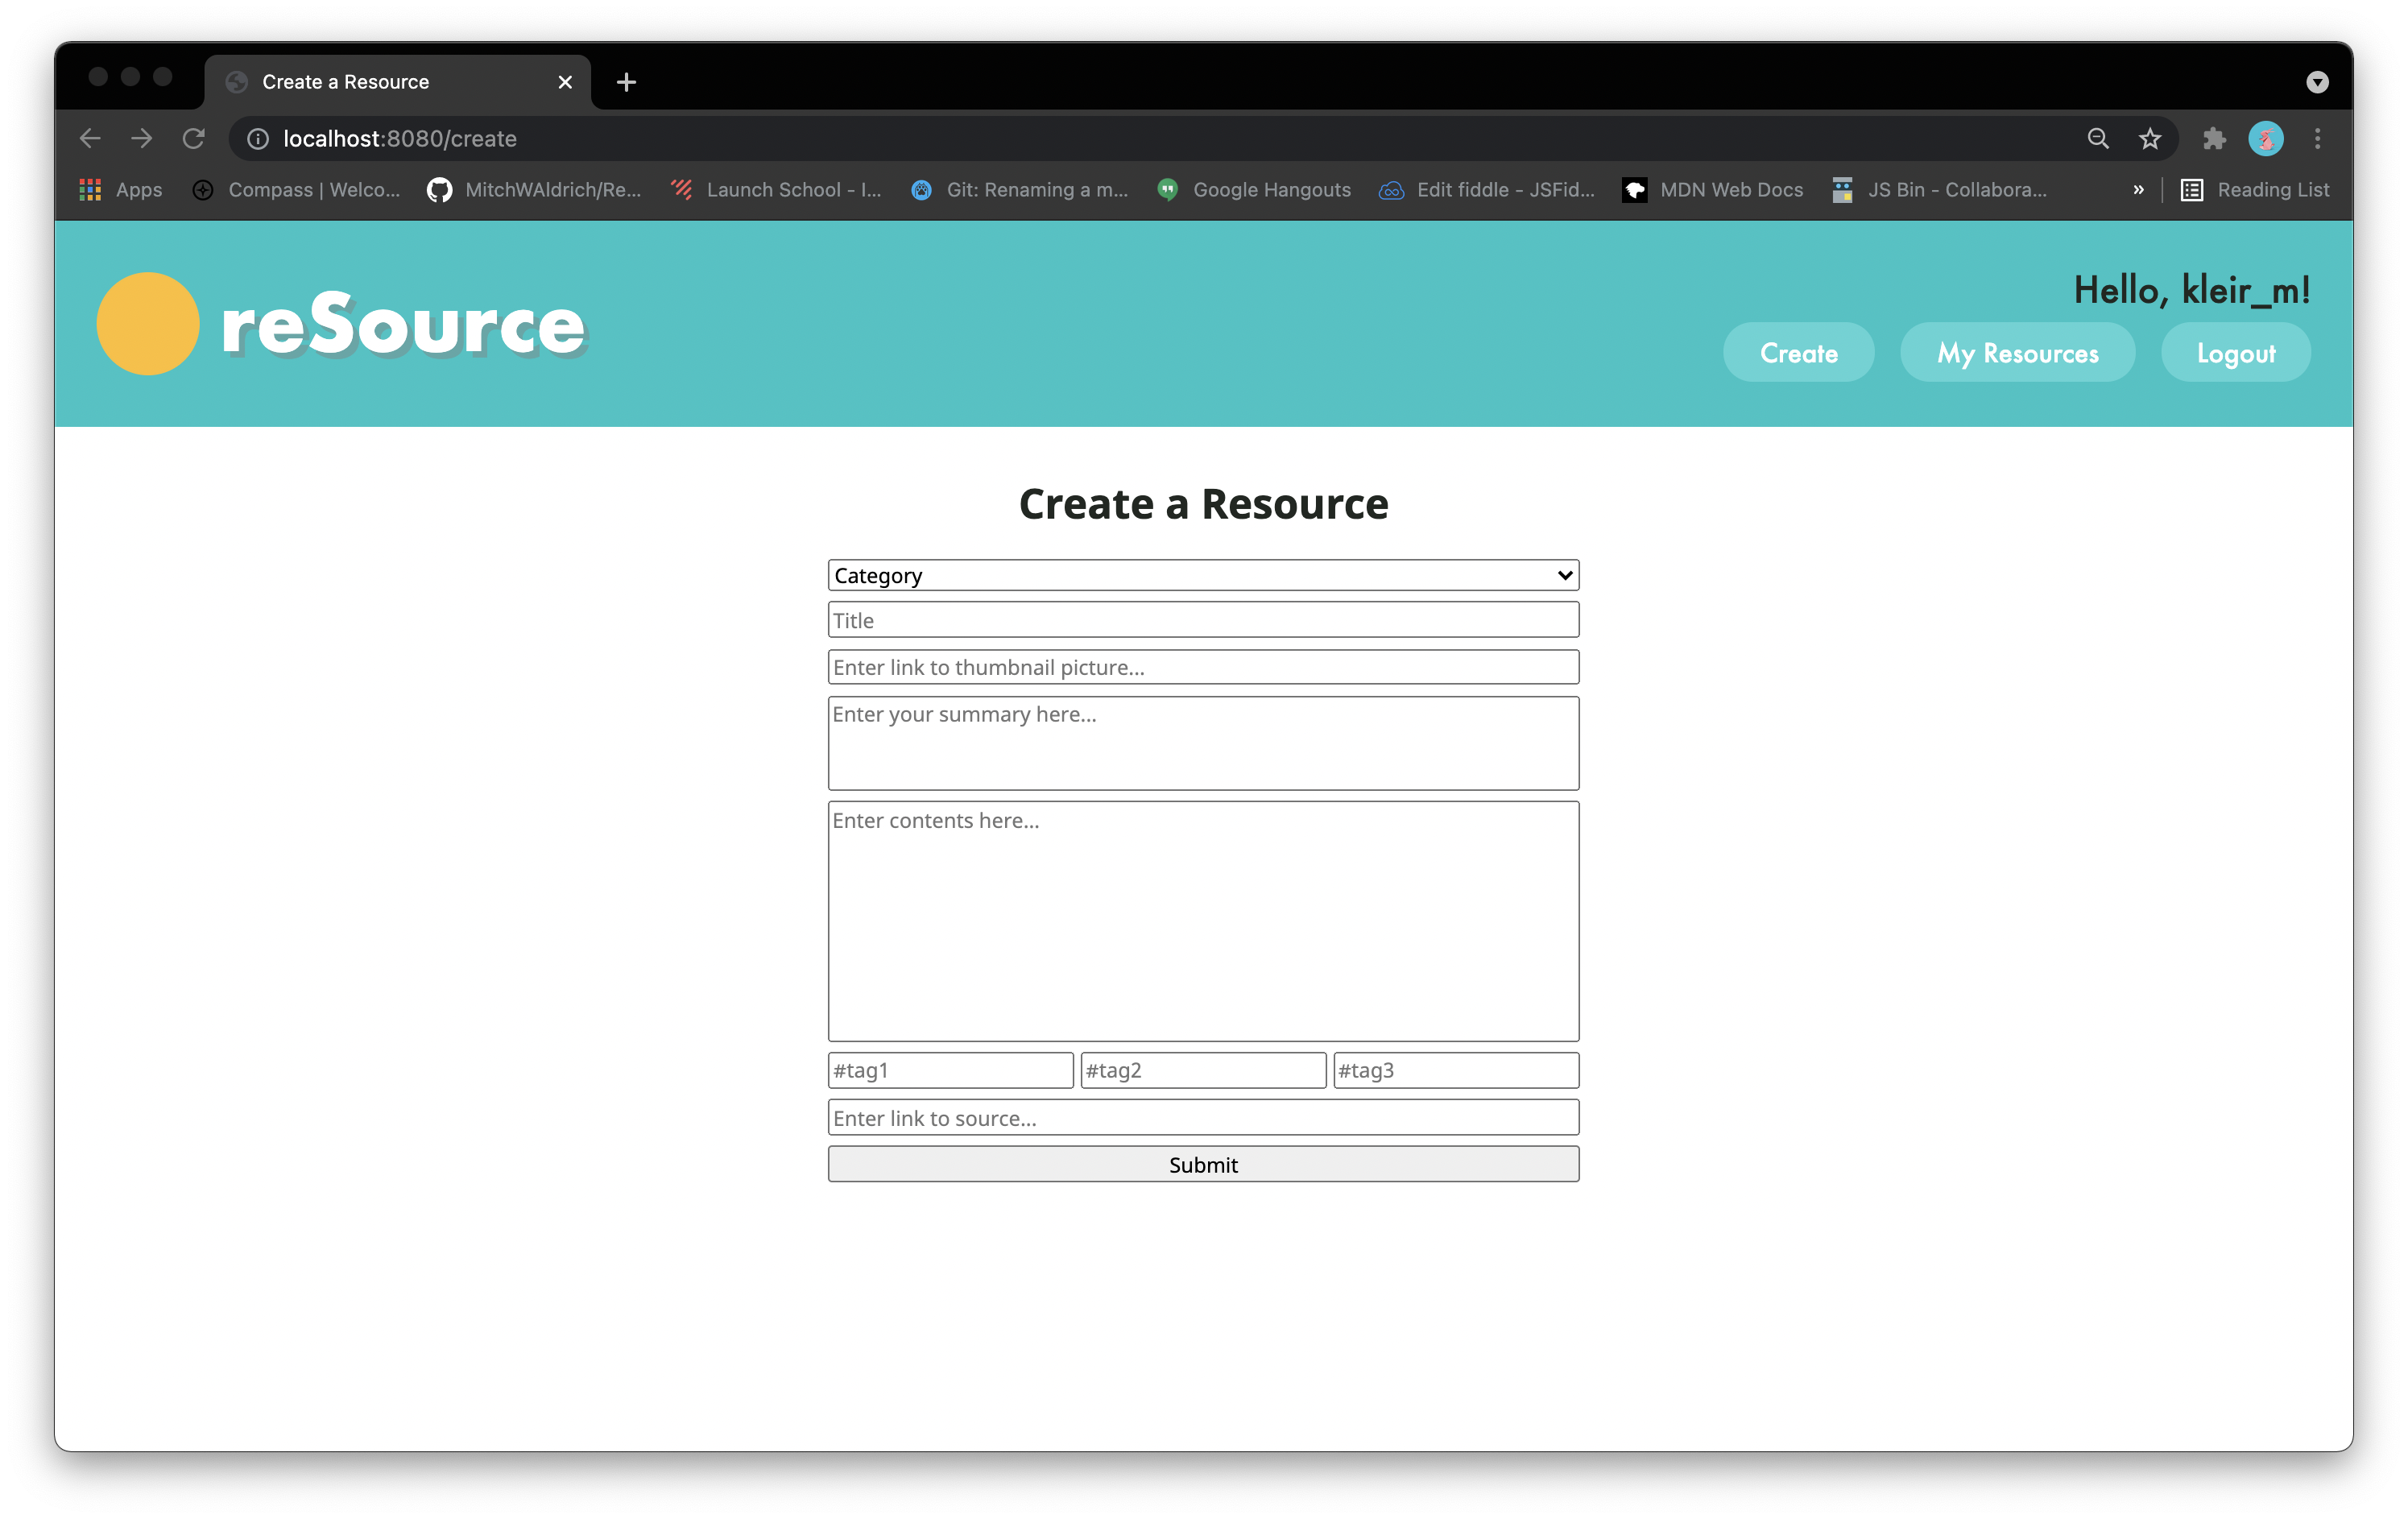 Create a Resource
localhost:8080/create
Apps Compass | Welco... MitchWAldrich/Re... Launch School - I... Git: Renaming a m... Google Hangouts Edit fiddle - JSFid... MDN Web Docs JS Bin - Collabora... » Reading List
reSource
Hello, kleir_m!
Create My Resources Logout
Create a Resource
Category
Title
Enter link to thumbnail picture...
Enter your summary here...
Enter contents here...
#tag1 #tag2 #tag3
Enter link to source...
Submit